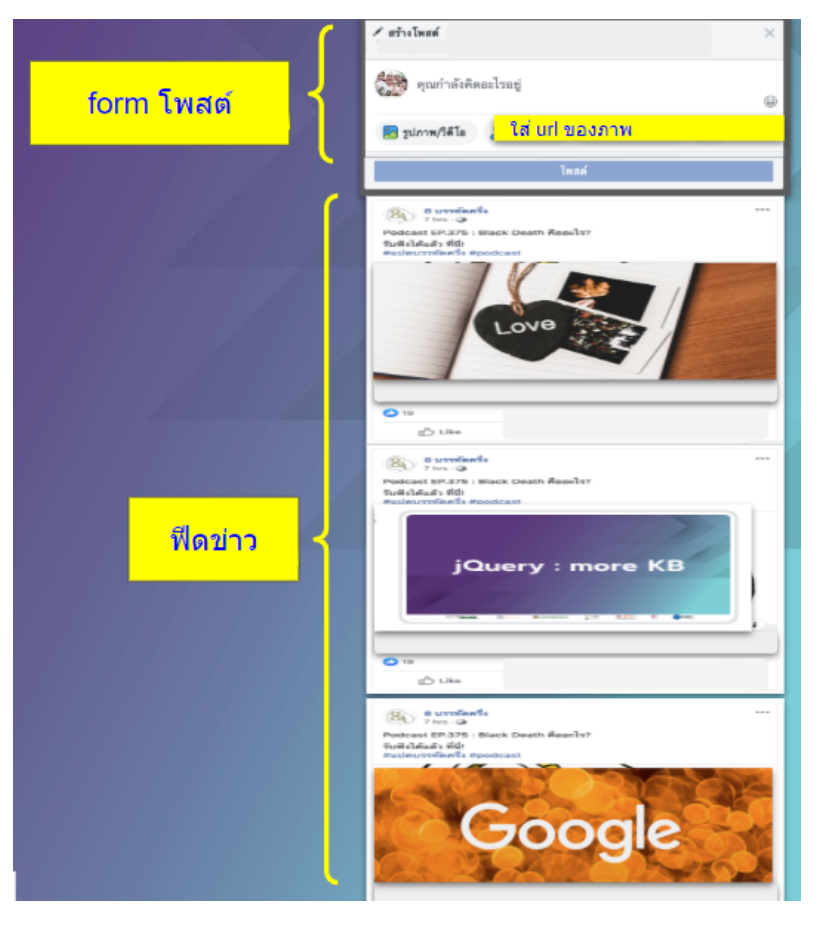 สร้างโพสต์
form โพสต์
คุณกำลังคิดอะไรอยู่
รูปภาพ/วิดีโอ
ใส่ url ของภาพ
โพสต์
8 บรรทัดครึ่ง
7 hrs ·
Podcast EP.375 : Black Death คืออะไร?
รับฟังได้แล้ว ที่นี่!
#แปดบรรทัดครึ่ง #podcast
Love
19
Like
8 บรรทัดครึ่ง
7 hrs ·
Podcast EP.375 : Black Death คืออะไร?
รับฟังได้แล้ว ที่นี่!
#แปดบรรทัดครึ่ง #podcast
ฟีดข่าว
jQuery : more KB
19
Like
8 บรรทัดครึ่ง
7 hrs ·
Podcast EP.375 : Black Death คืออะไร?
รับฟังได้แล้ว ที่นี่!
#แปดบรรทัดครึ่ง #podcast
Google